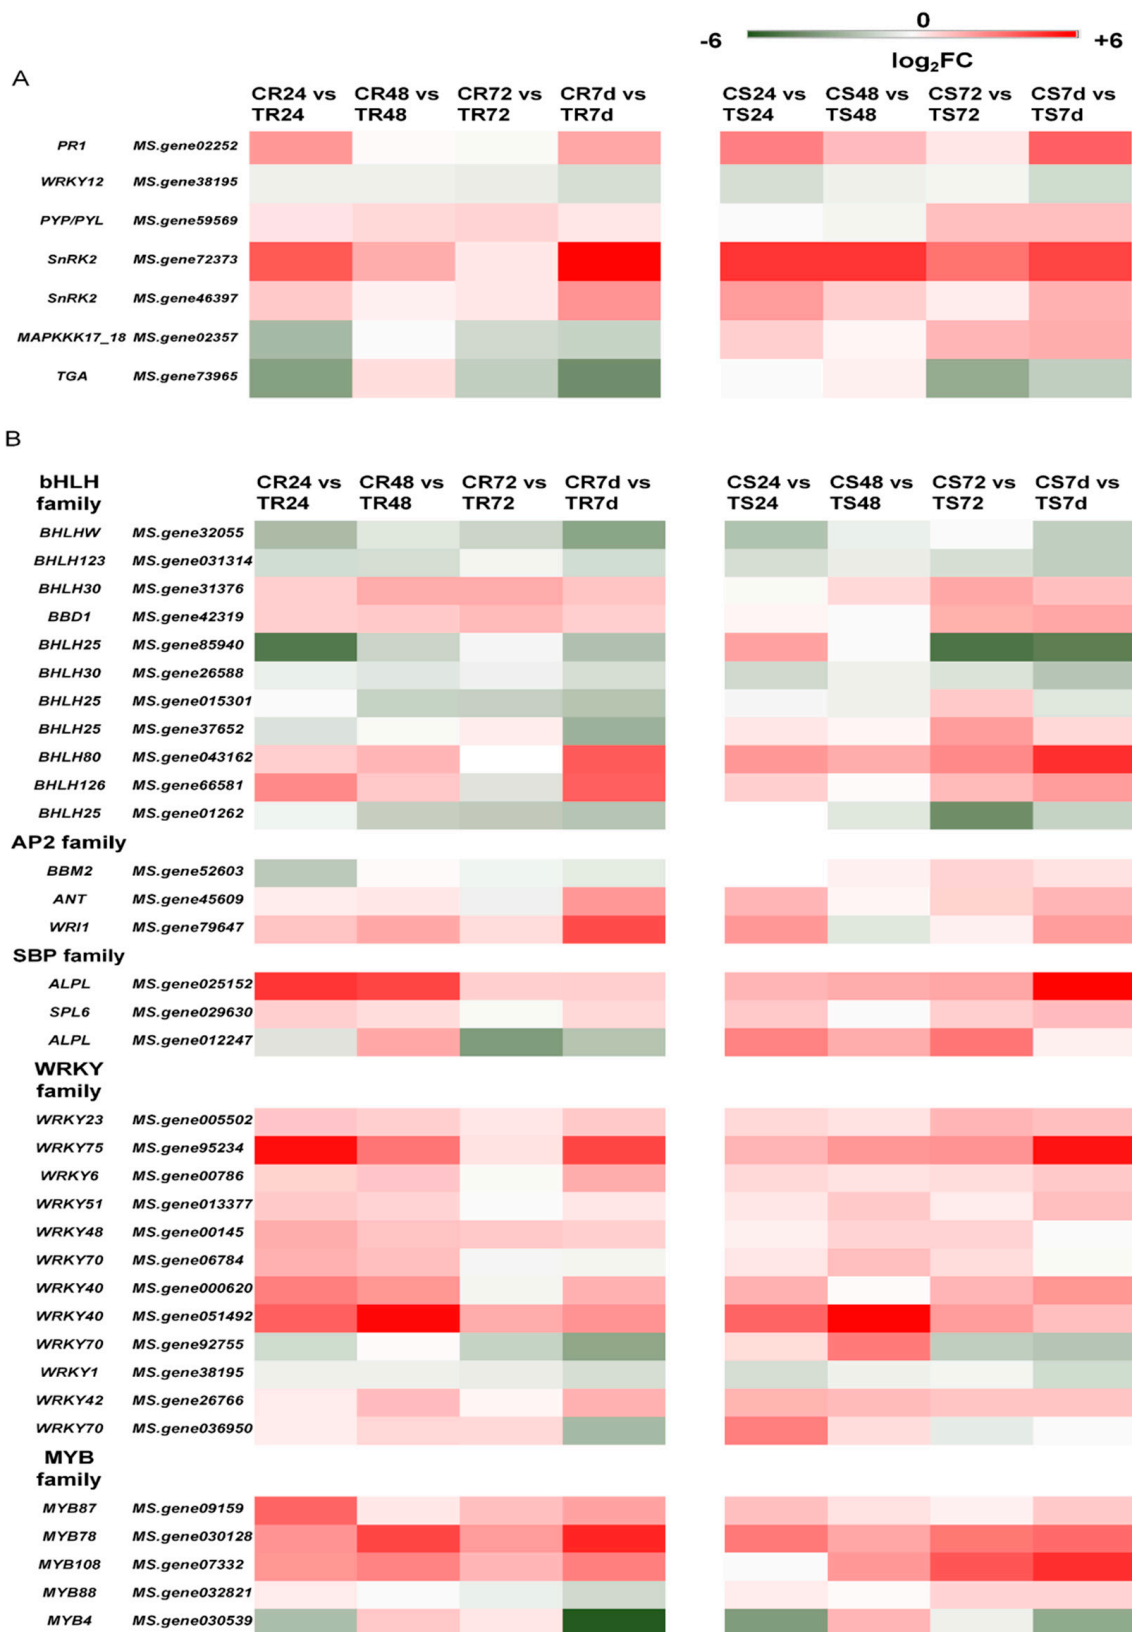 0
-6 +6
log₂FC
A
CR24 vs CR48 vs CR72 vs CR7d vs CS24 vs CS48 vs CS72 vs CS7d vs
TR24 TR48 TR72 TR7d TS24 TS48 TS72 TS7d
PR1 MS.gene02252
WRKY12 MS.gene38195
PYP/PYL MS.gene59569
SnRK2 MS.gene72373
SnRK2 MS.gene46397
MAPKKK17_18 MS.gene02357
TGA MS.gene73965
B
bHLH CR24 vs CR48 vs CR72 vs CR7d vs CS24 vs CS48 vs CS72 vs CS7d vs
family TR24 TR48 TR72 TR7d TS24 TS48 TS72 TS7d
BHLHW MS.gene32055
BHLH123 MS.gene031314
BHLH30 MS.gene31376
BBD1 MS.gene42319
BHLH25 MS.gene85940
BHLH30 MS.gene26588
BHLH25 MS.gene015301
BHLH25 MS.gene37652
BHLH80 MS.gene043162
BHLH126 MS.gene66581
BHLH25 MS.gene01262
AP2 family
BBM2 MS.gene52603
ANT MS.gene45609
WRI1 MS.gene79647
SBP family
ALPL MS.gene025152
SPL6 MS.gene029630
ALPL MS.gene012247
WRKY
family
WRKY23 MS.gene005502
WRKY75 MS.gene95234
WRKY6 MS.gene00786
WRKY51 MS.gene013377
WRKY48 MS.gene00145
WRKY70 MS.gene06784
WRKY40 MS.gene000620
WRKY40 MS.gene051492
WRKY70 MS.gene92755
WRKY1 MS.gene38195
WRKY42 MS.gene26766
WRKY70 MS.gene036950
MYB
family
MYB87 MS.gene09159
MYB78 MS.gene030128
MYB108 MS.gene07332
MYB88 MS.gene032821
MYB4 MS.gene030539